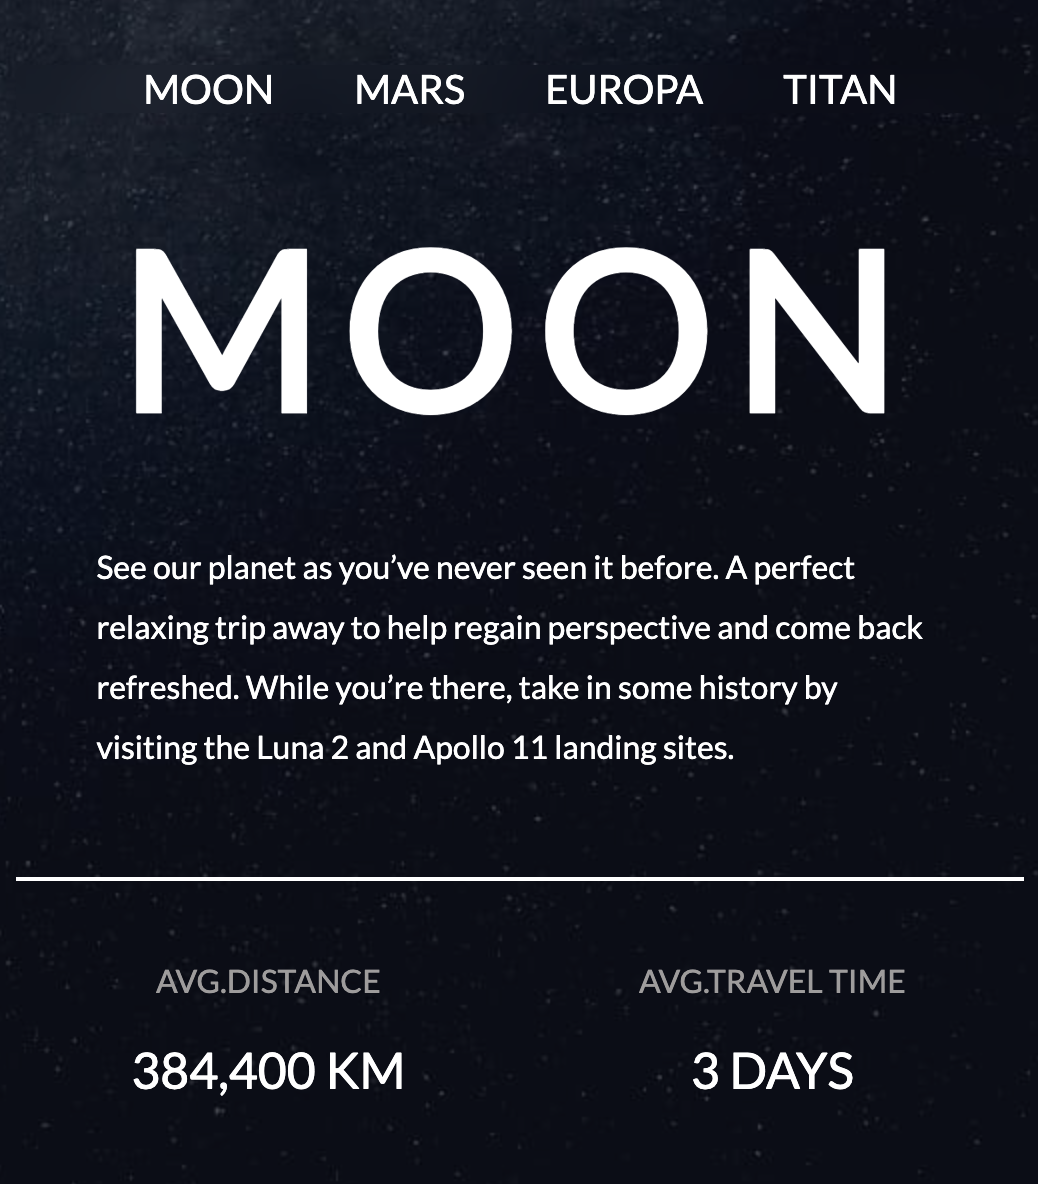 MOON MARS EUROPA TITAN
MOON
See our planet as you’ve never seen it before. A perfect
relaxing trip away to help regain perspective and come back
refreshed. While you’re there, take in some history by
visiting the Luna 2 and Apollo 11 landing sites.
AVG.DISTANCE AVG.TRAVEL TIME
384,400 KM 3 DAYS